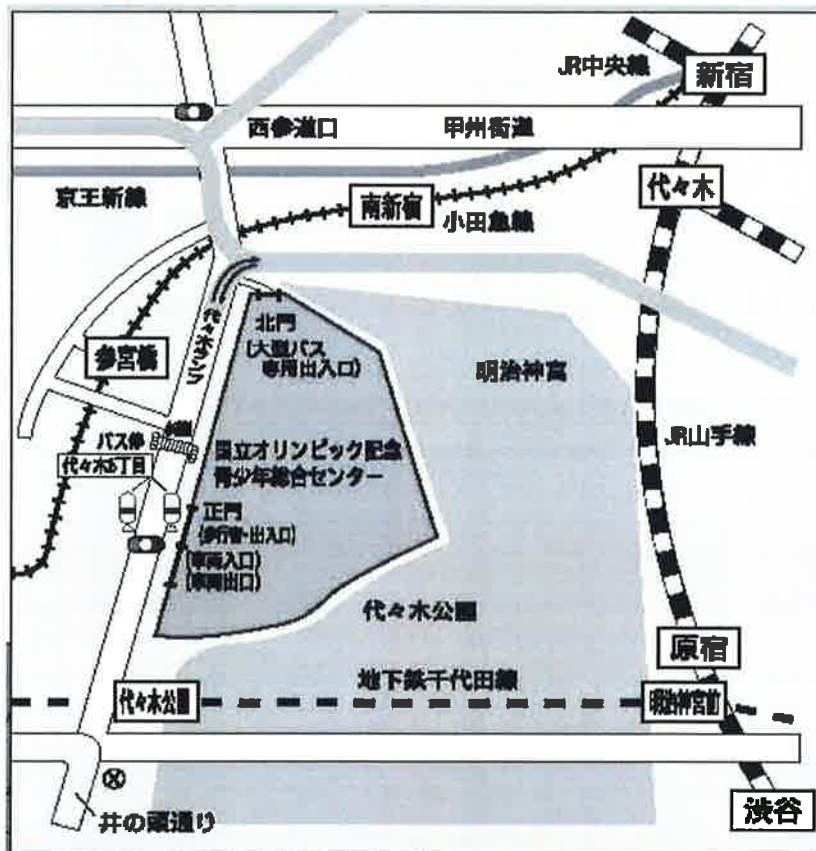 JR中央線
新宿
西参道口
甲州街道
京王新線
南新宿
小田急線
代々木
代々木ランプ
北門
(大型バス
専用出入口)
参宮橋
明治神宮
JR山手線
バス停
代々木5丁目
国立オリンピック記念
青少年総合センター
正門
(歩行者・出入口)
(車両入口)
(車両出口)
代々木公園
原宿
地下鉄千代田線
代々木公園
明治神宮前
井の頭通り
渋谷